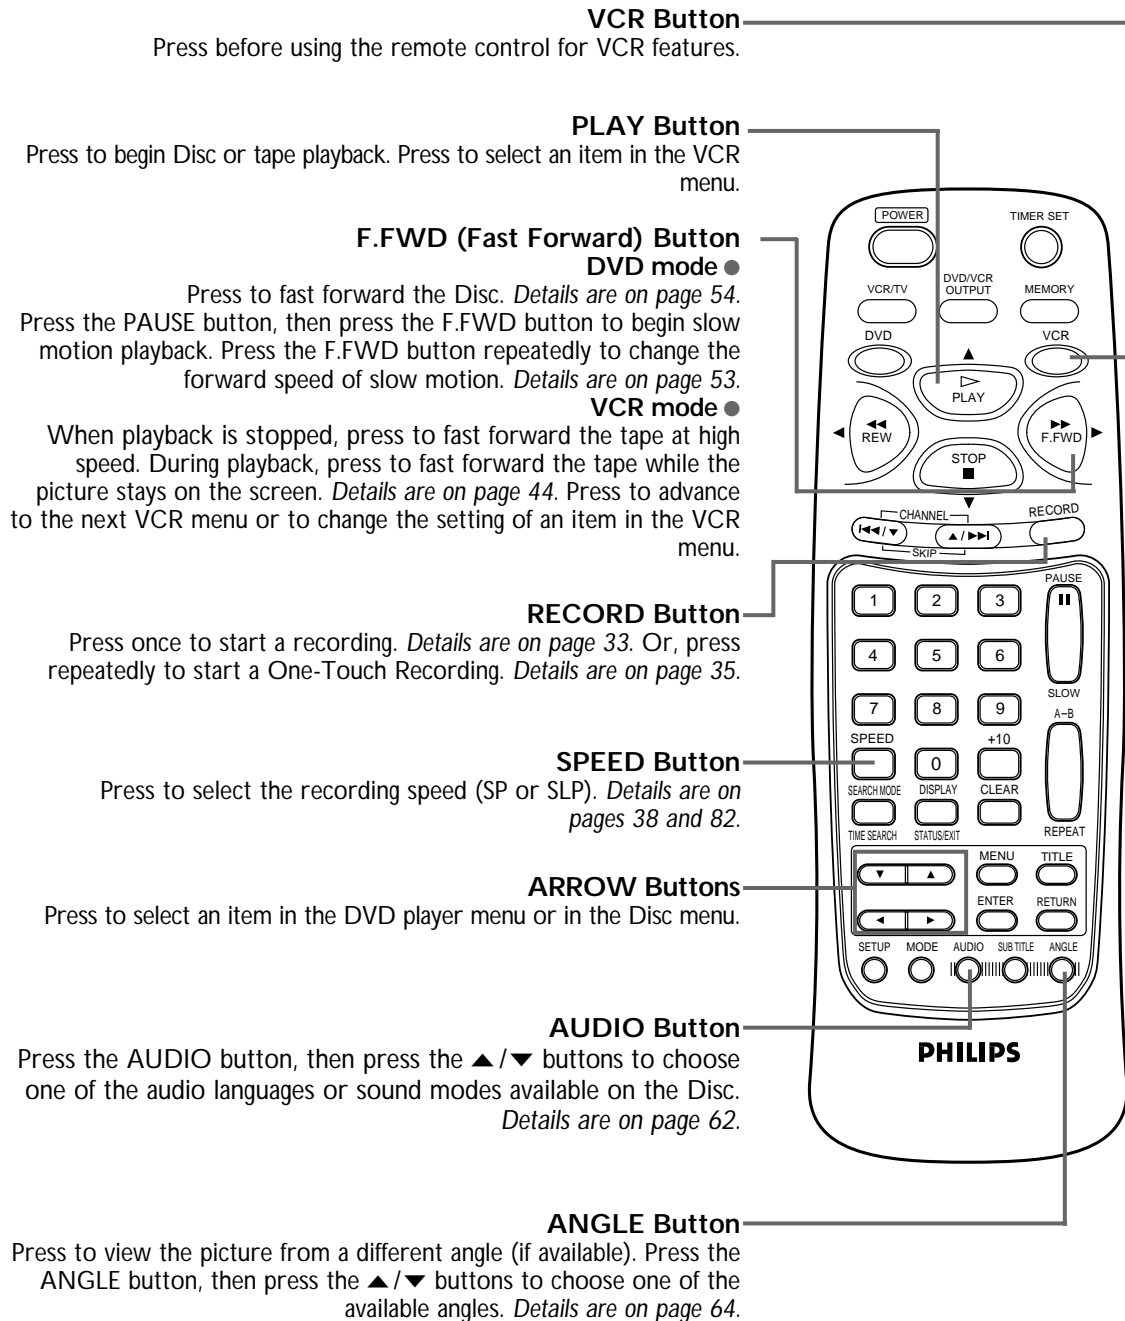 VCR Button
Press before using the remote control for VCR features.
PLAY Button
Press to begin Disc or tape playback. Press to select an item in the VCR
menu.
F.FWD (Fast Forward) Button
DVD mode ●
Press to fast forward the Disc. Details are on page 54.
Press the PAUSE button, then press the F.FWD button to begin slow
motion playback. Press the F.FWD button repeatedly to change the
forward speed of slow motion. Details are on page 53.
VCR mode ●
When playback is stopped, press to fast forward the tape at high
speed. During playback, press to fast forward the tape while the
picture stays on the screen. Details are on page 44. Press to advance
to the next VCR menu or to change the setting of an item in the VCR
menu.
RECORD Button
Press once to start a recording. Details are on page 33. Or, press
repeatedly to start a One-Touch Recording. Details are on page 35.
SPEED Button
Press to select the recording speed (SP or SLP). Details are on
pages 38 and 82.
ARROW Buttons
Press to select an item in the DVD player menu or in the Disc menu.
AUDIO Button
Press the AUDIO button, then press the ▲/▼ buttons to choose
one of the audio languages or sound modes available on the Disc.
Details are on page 62.
ANGLE Button
Press to view the picture from a different angle (if available). Press the
ANGLE button, then press the ▲/▼ buttons to choose one of the
available angles. Details are on page 64.
POWER TIMER SET
VCR/TV DVD/VCR OUTPUT MEMORY
DVD VCR
▲
▷
PLAY
◀ ◀◀ REW ▶▶ F.FWD ▶
STOP
■
▼
CHANNEL RECORD
I◀◀/▼ ▲/▶▶I
SKIP
PAUSE
1 2 3
4 5 6
SLOW
7 8 9 A–B
SPEED +10
0
SEARCH MODE DISPLAY CLEAR
TIME SEARCH STATUS/EXIT REPEAT
MENU TITLE
▼ ▲
ENTER RETURN
◀ ▶
SETUP MODE AUDIO SUB TITLE ANGLE
PHILIPS